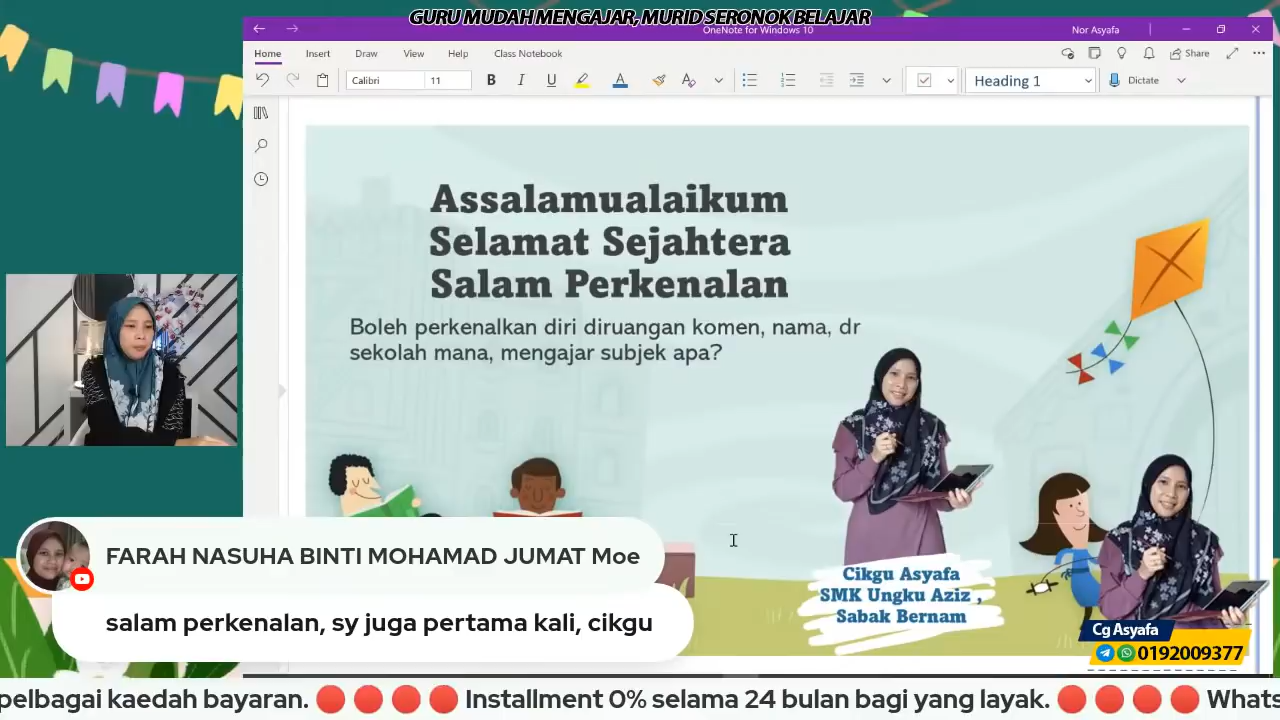 GURU MUDAH MENGAJAR, MURID SERONOK BELAJAR
OneNote for Windows 10
Nor Asyafa
Home Insert Draw View Help Class Notebook
Share
Calibri 11 B I U A Heading 1 Dictate
Assalamualaikum
Selamat Sejahtera
Salam Perkenalan
Boleh perkenalkan diri diruangan komen, nama, dr
sekolah mana, mengajar subjek apa?
Cikgu Asyafa
SMK Ungku Aziz ,
Sabak Bernam
FARAH NASUHA BINTI MOHAMAD JUMAT Moe
salam perkenalan, sy juga pertama kali, cikgu
Cg Asyafa
0192009377
pelbagai kaedah bayaran. 🔴 🔴 🔴 🔴 Installment 0% selama 24 bulan bagi yang layak. 🔴 🔴 🔴 🔴 Whats